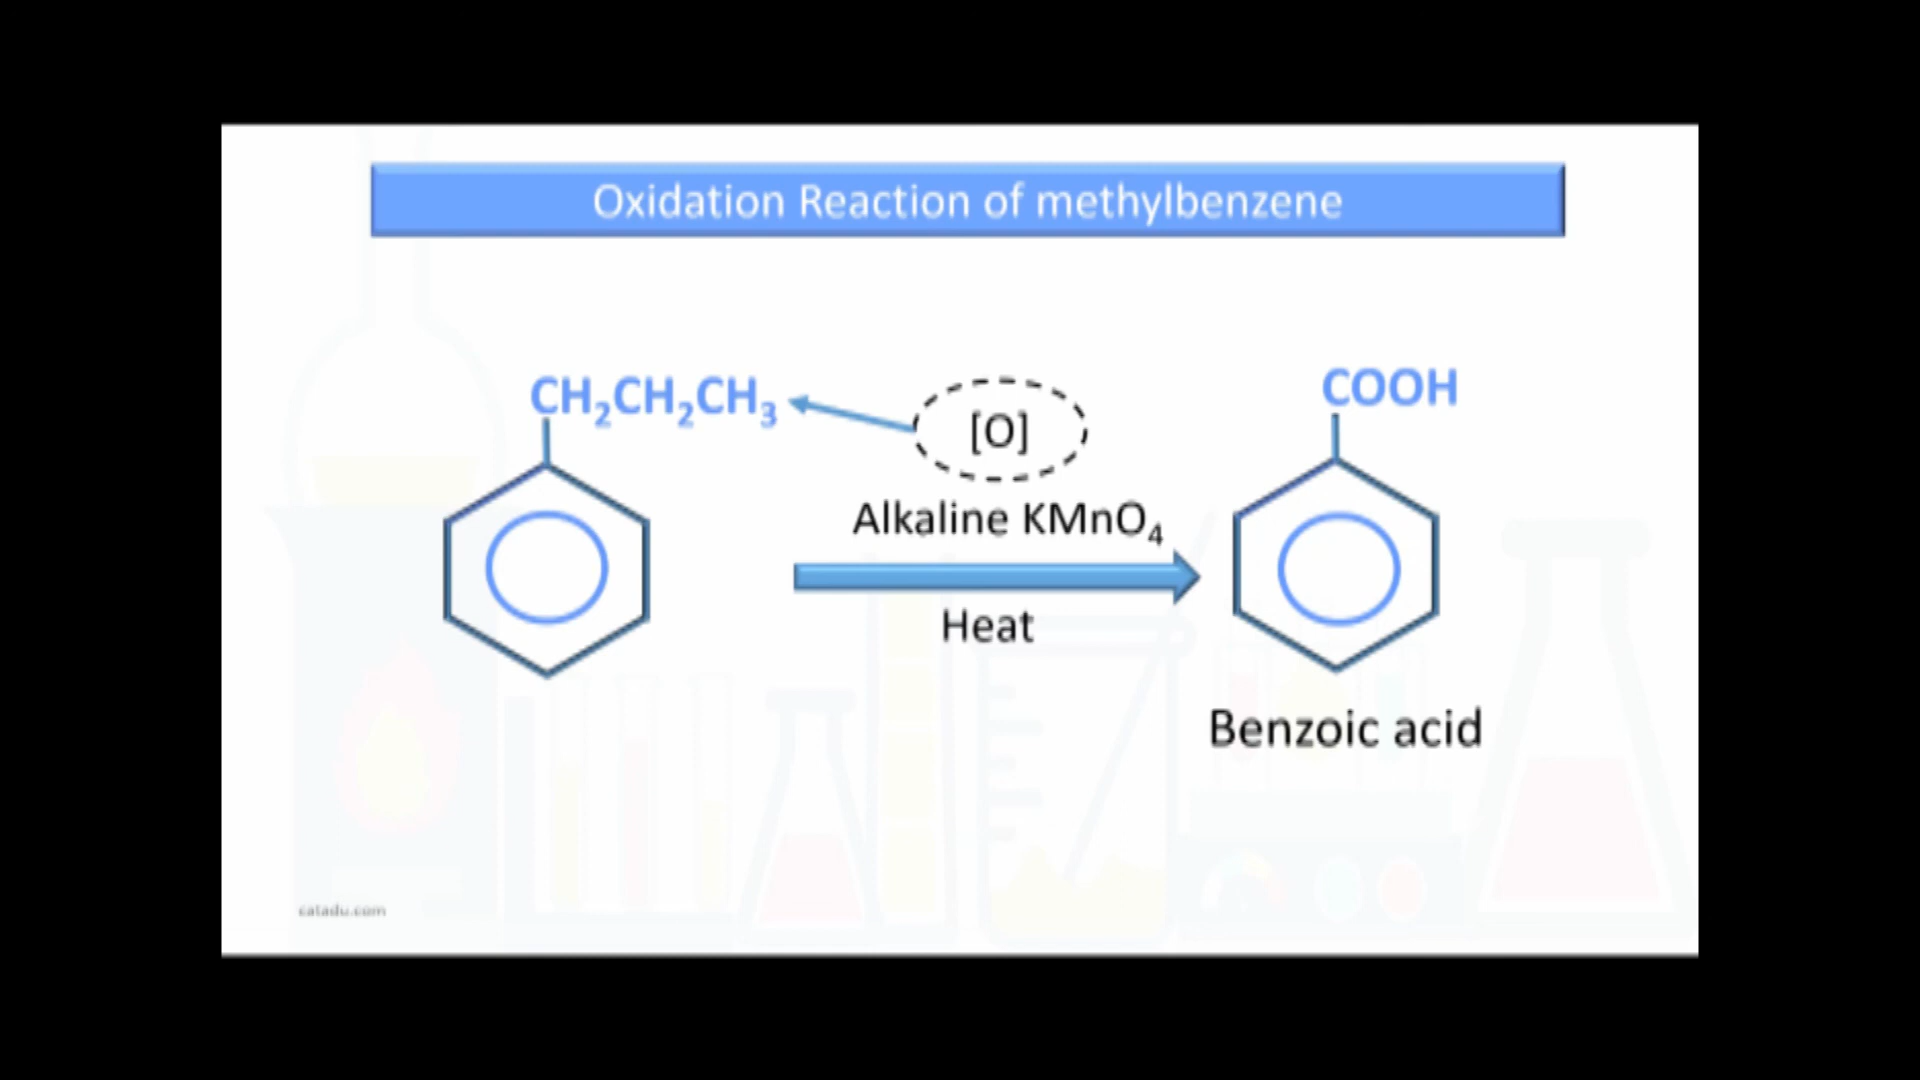 Oxidation Reaction of methylbenzene
CH₂CH₂CH₃
[O]
COOH
Alkaline KMnO₄
Heat
Benzoic acid
catadu.com